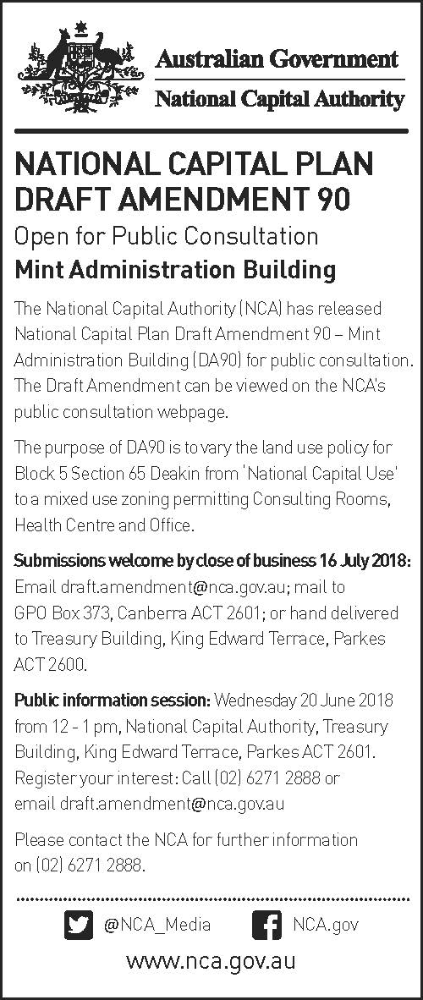 Australian Government
National Capital Authority
NATIONAL CAPITAL PLAN
DRAFT AMENDMENT 90
Open for Public Consultation
Mint Administration Building
The National Capital Authority (NCA) has released
National Capital Plan Draft Amendment 90 – Mint
Administration Building (DA90) for public consultation.
The Draft Amendment can be viewed on the NCA's
public consultation webpage.
The purpose of DA90 is to vary the land use policy for
Block 5 Section 65 Deakin from 'National Capital Use'
to a mixed use zoning permitting Consulting Rooms,
Health Centre and Office.
Submissions welcome by close of business 16 July 2018:
Email draft.amendment@nca.gov.au; mail to
GPO Box 373, Canberra ACT 2601; or hand delivered
to Treasury Building, King Edward Terrace, Parkes
ACT 2600.
Public information session: Wednesday 20 June 2018
from 12 - 1 pm, National Capital Authority, Treasury
Building, King Edward Terrace, Parkes ACT 2601.
Register your interest: Call (02) 6271 2888 or
email draft.amendment@nca.gov.au
Please contact the NCA for further information
on (02) 6271 2888.
@NCA_Media NCA.gov
www.nca.gov.au